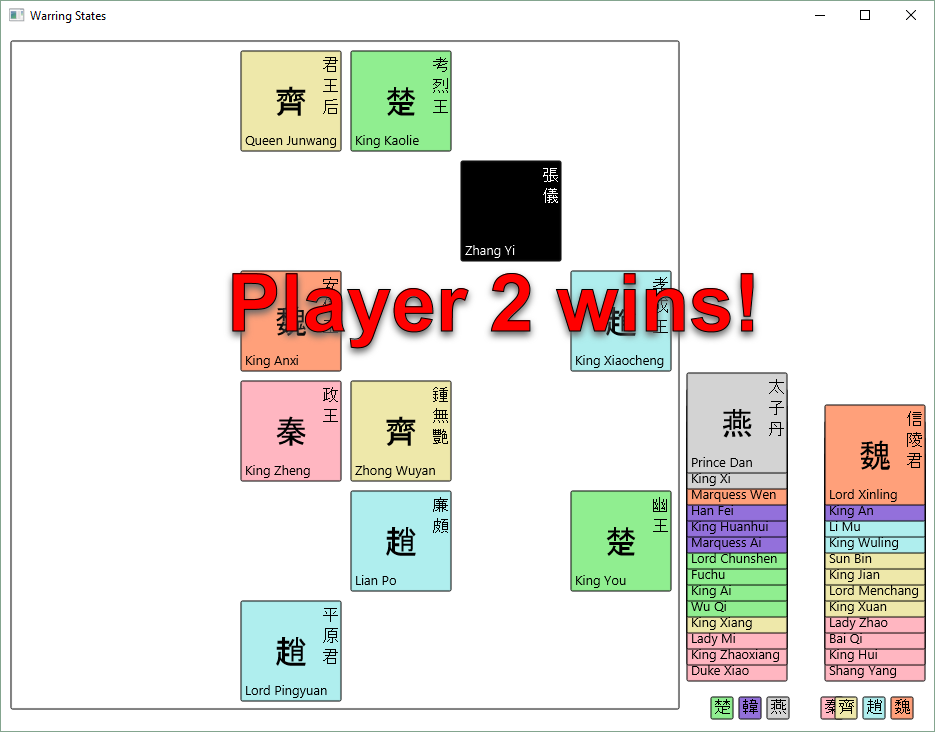 Warring States
齊
君王后
Queen Junwang
楚
考烈王
King Kaolie
張儀
Zhang Yi
Player 2 wins!
魏
King Anxi
趙
King Xiaocheng
秦
政王
King Zheng
齊
鍾無艷
Zhong Wuyan
趙
廉頗
Lian Po
楚
幽王
King You
趙
平原君
Lord Pingyuan
燕
太子丹
Prince Dan
King Xi
Marquess Wen
Han Fei
King Huanhui
Marquess Ai
Lord Chunshen
Fuchu
King Ai
Wu Qi
King Xiang
Lady Mi
King Zhaoxiang
Duke Xiao
楚 韓 燕
魏
信陵君
Lord Xinling
King An
Li Mu
King Wuling
Sun Bin
King Jian
Lord Menchang
King Xuan
Lady Zhao
Bai Qi
King Hui
Shang Yang
秦 齊 趙 魏